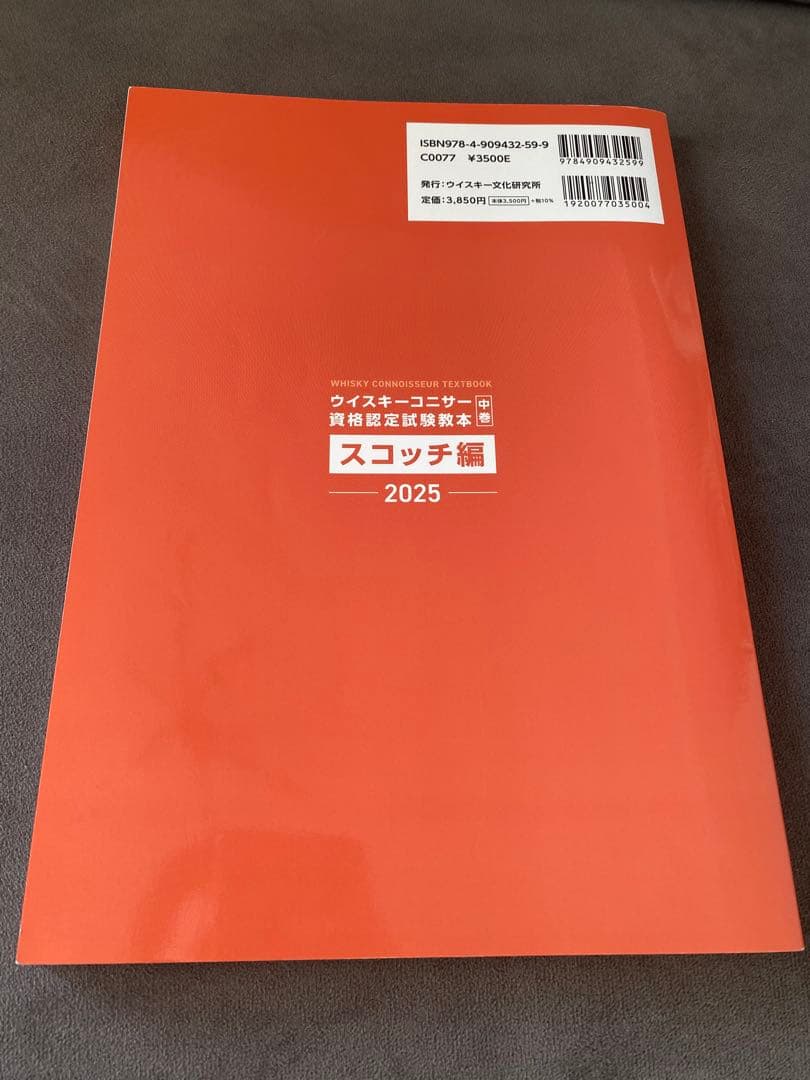 ISBN978-4-909432-59-9
C0077 ¥3500E
発行：ウイスキー文化研究所
定価：3,850円 本体3,500円 +税10%
9784909432599
1920077035004
WHISKY CONNOISSEUR TEXTBOOK
ウイスキーコニサー
資格認定試験教本
中巻
スコッチ編
2025